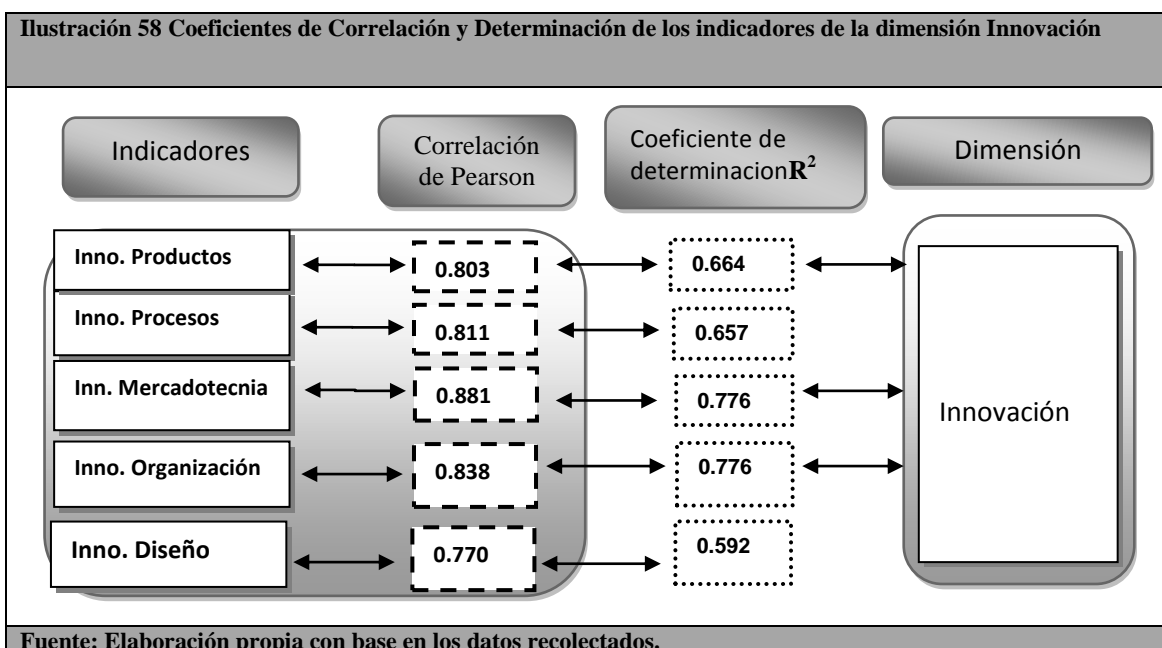 Ilustración 58 Coeficientes de Correlación y Determinación de los indicadores de la dimensión Innovación
Indicadores
Correlación
de Pearson
Coeficiente de
determinacionR²
Dimensión
Inno. Productos
0.803
0.664
Inno. Procesos
0.811
0.657
Inn. Mercadotecnia
0.881
0.776
Innovación
Inno. Organización
0.838
0.776
Inno. Diseño
0.770
0.592
Fuente: Elaboración propia con base en los datos recolectados.